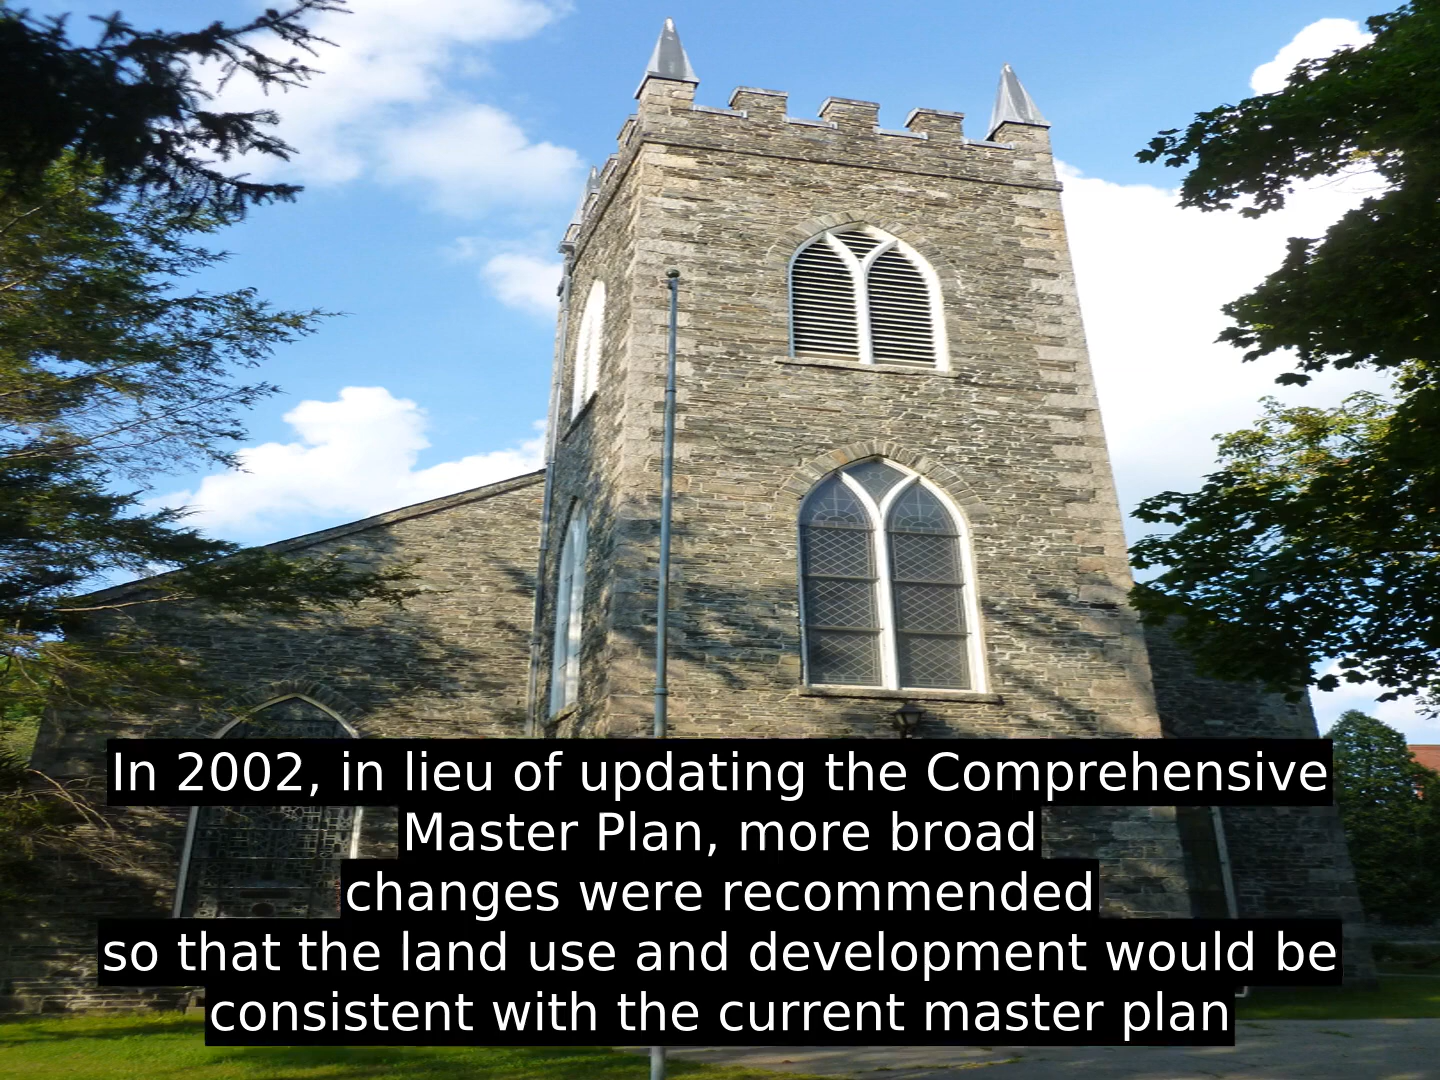 In 2002, in lieu of updating the Comprehensive
Master Plan, more broad
changes were recommended
so that the land use and development would be
consistent with the current master plan